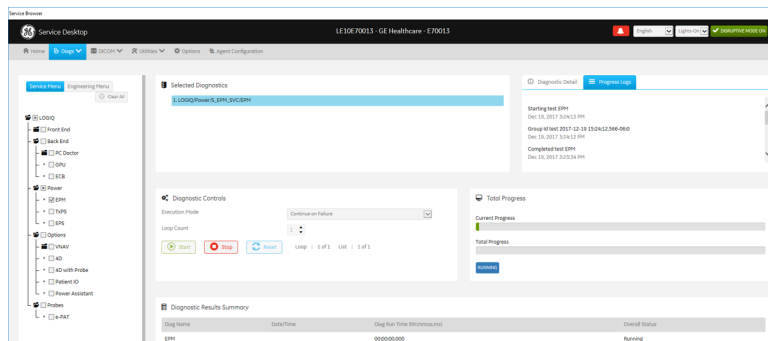 Service Browser
Service Desktop
LE10E70013 - GE Healthcare - E70013
English
Lights-On
DISRUPTIVE MODE ON
Home
Diags
DICOM
Utilities
Options
Agent Configuration
Service Menu
Engineering Menu
Clear All
LOGIQ
Front End
Back End
PC Doctor
GPU
ECB
Power
EPM
TxPS
EPS
Options
VNAV
4D
4D with Probe
Patient IO
Power Assistant
Probes
e-PAT
Selected Diagnostics
1. LOGIQ/Power/S_EPM_SVC/EPM
Diagnostic Detail
Progress Logs
Starting test EPM
Dec 19, 2017 3:24:13 PM
Group Id test 2017-12-19 15:24:12.566-06:0
Dec 19, 2017 3:24:12 PM
Completed test EPM
Dec 19, 2017 3:23:54 PM
Diagnostic Controls
Execution Mode
Continue on Failure
Loop Count
1
Start
Stop
Reset
Loop : 1 of 1 List : 1 of 1
Total Progress
Current Progress
Total Progress
RUNNING
Diagnostic Results Summary
Diag Name
Date/Time
Diag Run Time (hh:mm:ss.ms)
Overall Status
EPM
00:00:00.000
Running